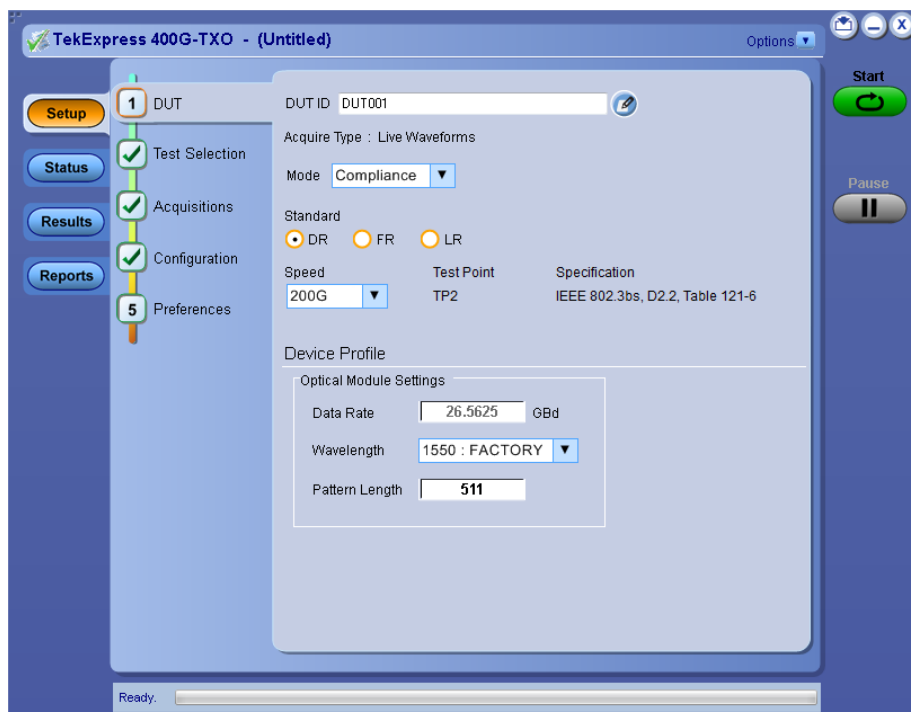 TekExpress 400G-TXO - (Untitled)
Options
X
Start
Pause
Setup
Status
Results
Reports
1 DUT
Test Selection
Acquisitions
Configuration
5 Preferences
DUT ID DUT001
Acquire Type : Live Waveforms
Mode Compliance
Standard
DR FR LR
Speed Test Point Specification
200G TP2 IEEE 802.3bs, D2.2, Table 121-6
Device Profile
Optical Module Settings
Data Rate 26.5625 GBd
Wavelength 1550 : FACTORY
Pattern Length 511
Ready.